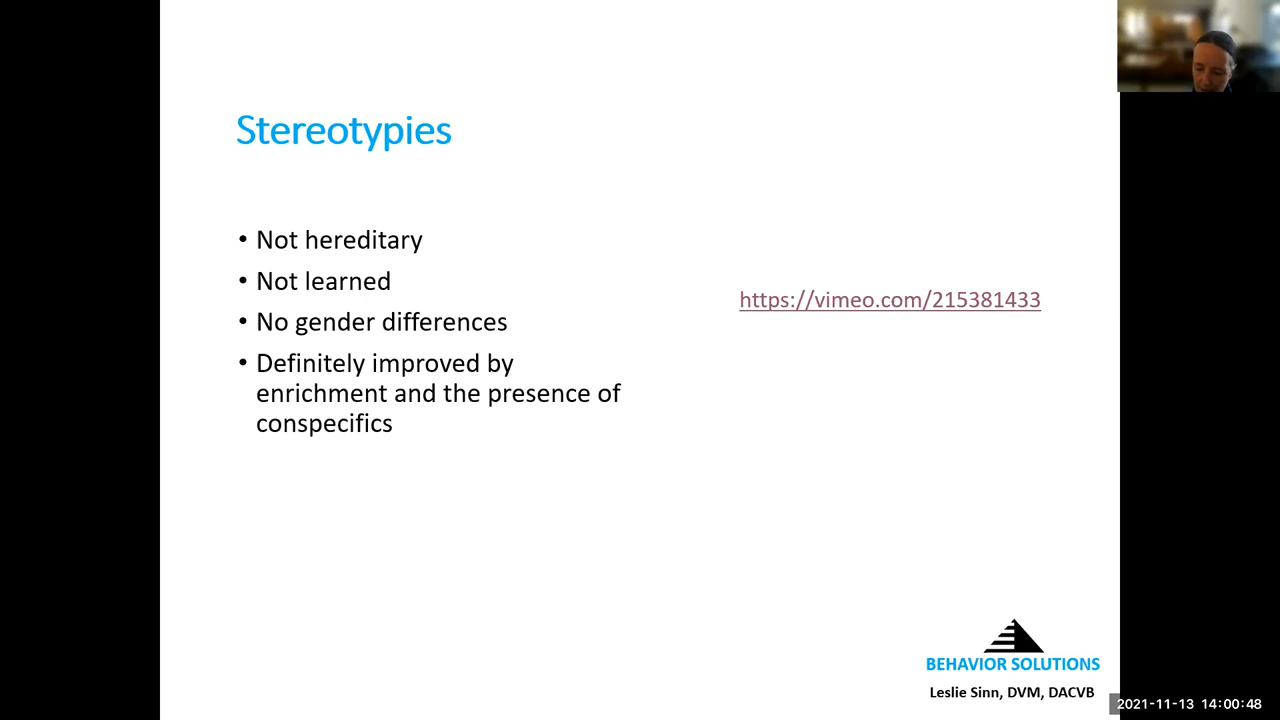 Stereotypies
• Not hereditary
• Not learned
• No gender differences
• Definitely improved by
enrichment and the presence of
conspecifics
https://vimeo.com/215381433
BEHAVIOR SOLUTIONS
Leslie Sinn, DVM, DACVB
2021-11-13 14:00:48